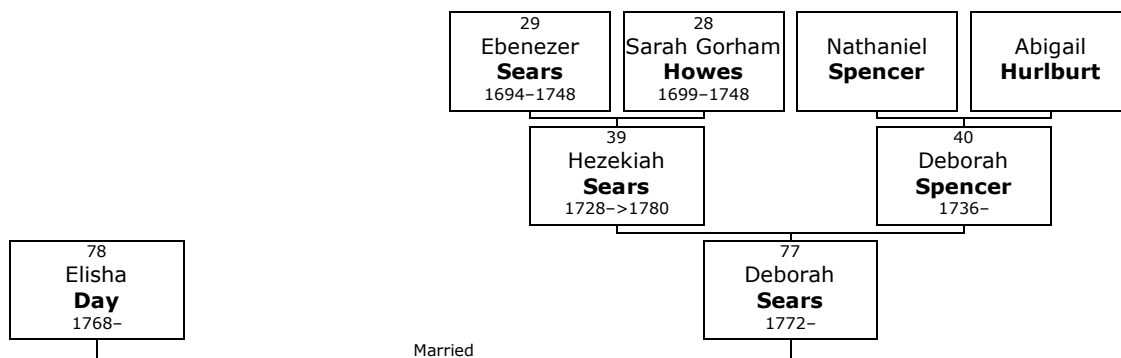 29
Ebenezer
Sears
1694–1748
28
Sarah Gorham
Howes
1699–1748
Nathaniel
Spencer
Abigail
Hurlburt
39
Hezekiah
Sears
1728–>1780
40
Deborah
Spencer
1736–
78
Elisha
Day
1768–
77
Deborah
Sears
1772–
Married